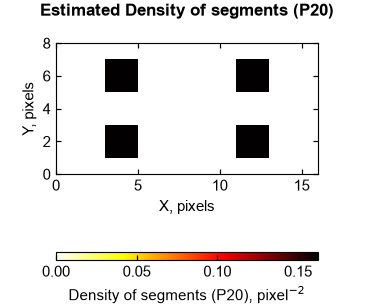 Estimated Density of segments (P20)
8
6
4
2
0
Y, pixels
0 5 10 15
X, pixels
0.00 0.05 0.10 0.15
Density of segments (P20), pixel⁻²